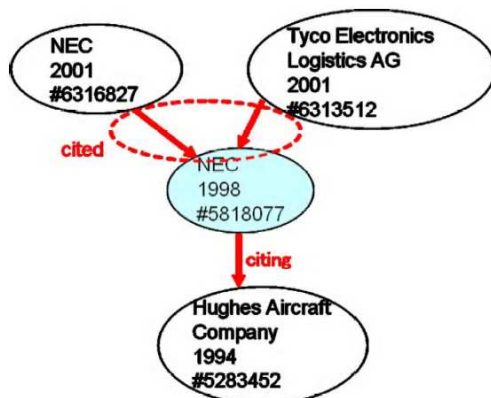 NEC
2001
#6316827
Tyco Electronics
Logistics AG
2001
#6313512
cited
NEC
1998
#5818077
citing
Hughes Aircraft
Company
1994
#5283452